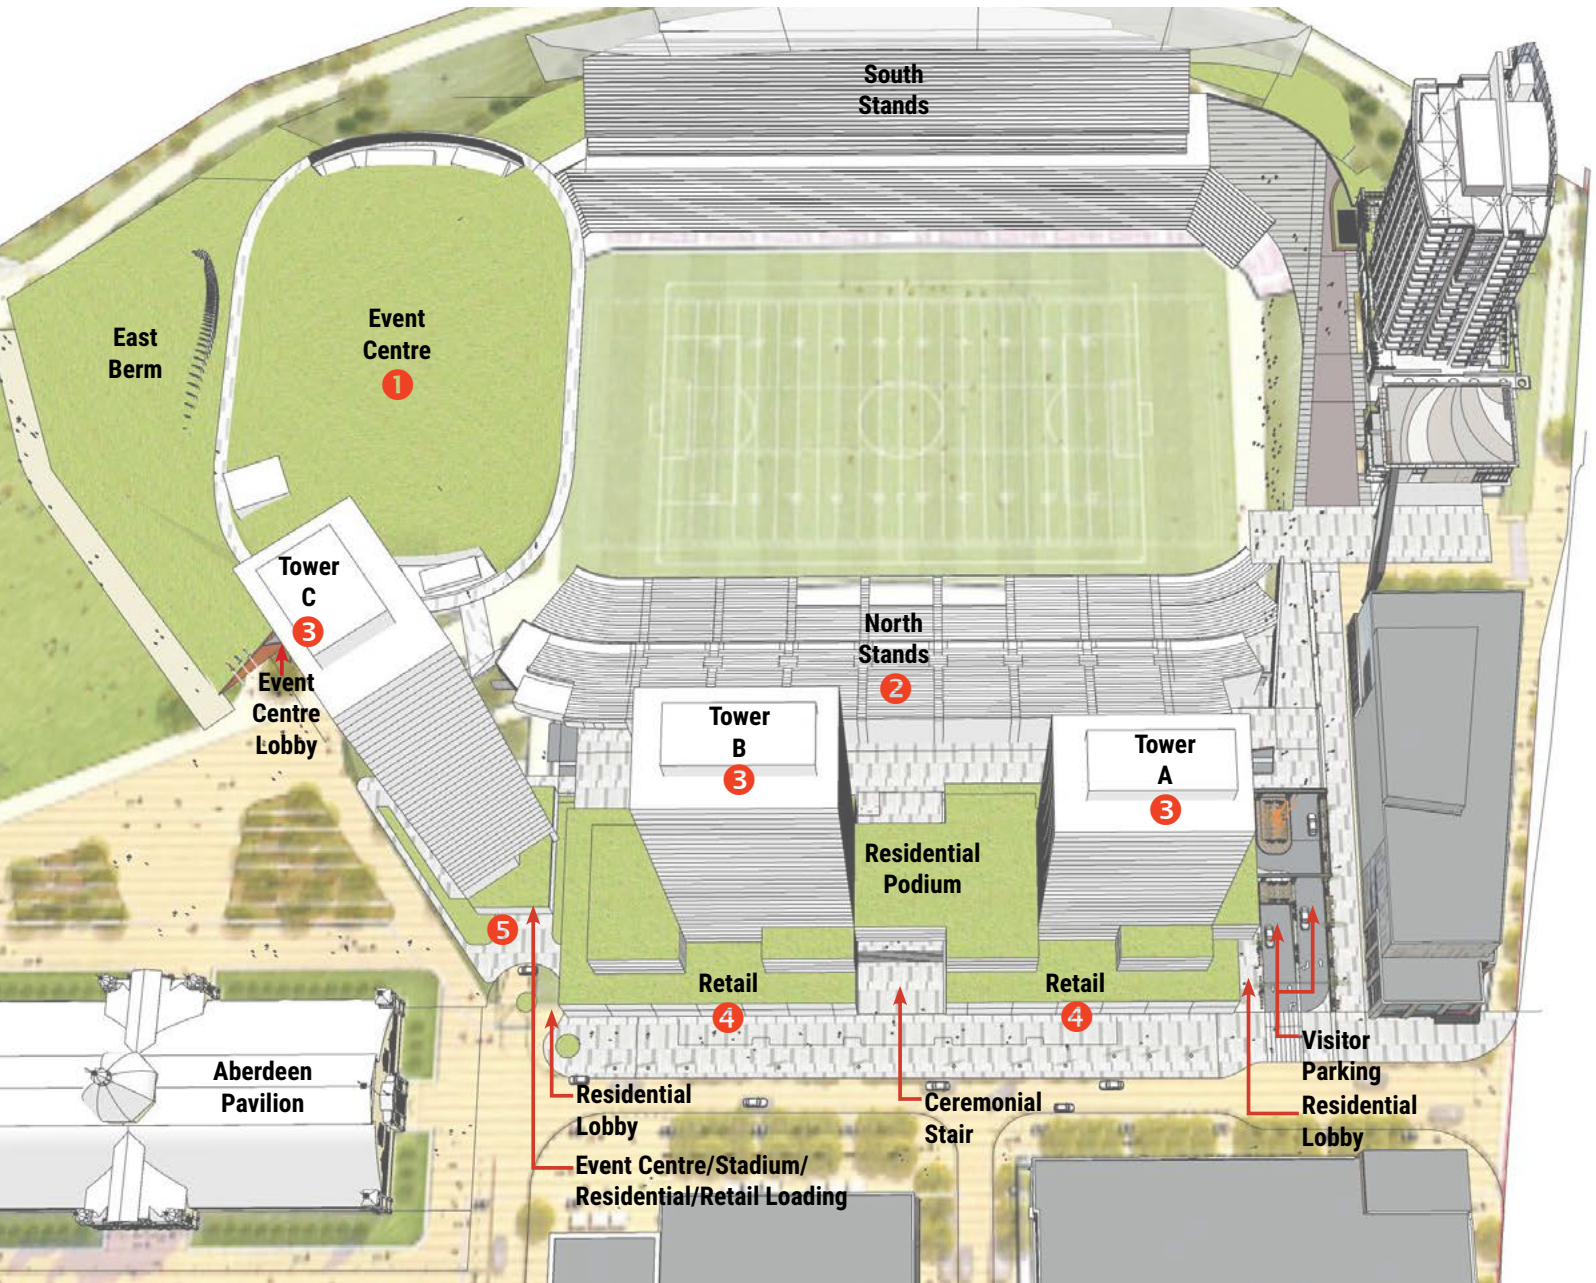 South
Stands
Event
Centre
1
East
Berm
Tower
C
3
Event
Centre
Lobby
North
Stands
2
Tower
B
3
Tower
A
3
Residential
Podium
5
Retail
4
Retail
4
Aberdeen
Pavilion
Residential
Lobby
Event Centre/Stadium/
Residential/Retail Loading
Ceremonial
Stair
Visitor
Parking
Residential
Lobby